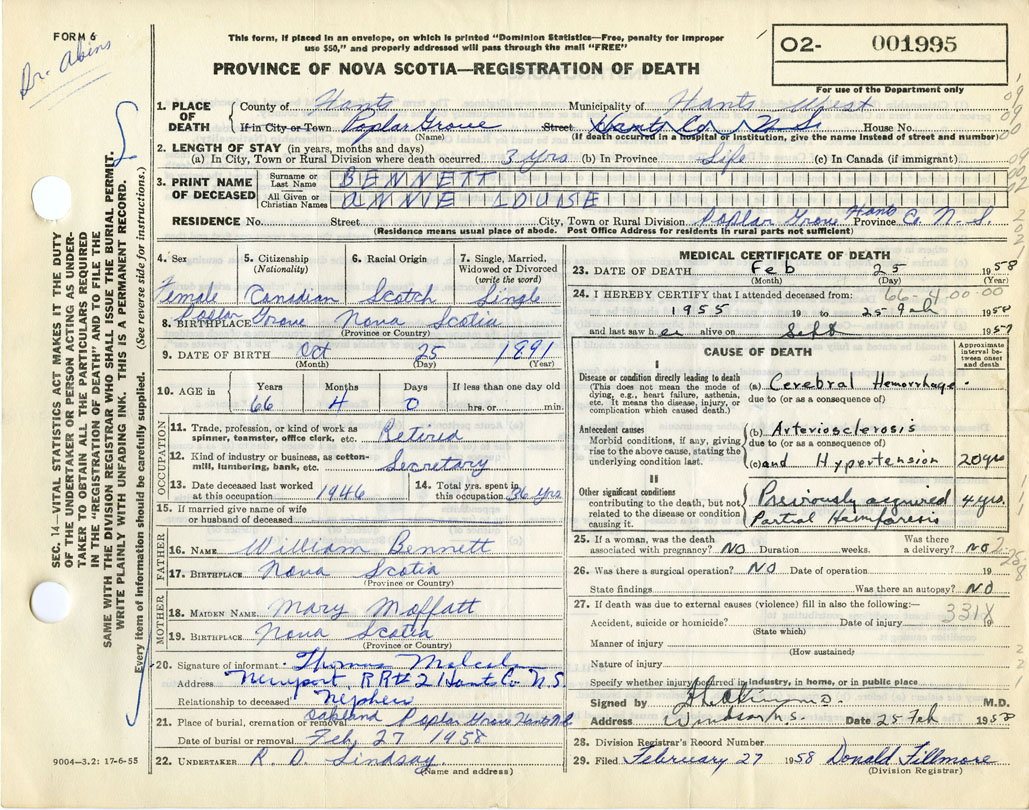 FORM 6
Dr. Akins
This form, if placed in an envelope, on which is printed "Dominion Statistics—Free, penalty for improper
use $50," and properly addressed will pass through the mail "FREE"
PROVINCE OF NOVA SCOTIA—REGISTRATION OF DEATH
O2- 001995
For use of the Department only
SEC. 14—VITAL STATISTICS ACT MAKES IT THE DUTY
OF THE UNDERTAKER OR PERSON ACTING AS UNDER-
TAKER TO OBTAIN ALL THE PARTICULARS REQUIRED
IN THE "REGISTRATION OF DEATH" AND TO FILE THE
SAME WITH THE DIVISION REGISTRAR WHO SHALL ISSUE THE BURIAL PERMIT.
WRITE PLAINLY WITH UNFADING INK. THIS IS A PERMANENT RECORD.
Every item of information should be carefully supplied. (See reverse side for instructions.)
1. PLACE OF DEATH County of Hants Municipality of Hants West
If in City or Town Poplar Grove Street Hants Co. N.S. House No.
(Name) (If death occurred in a hospital or Institution, give the name instead of street and number)
2. LENGTH OF STAY (in years, months and days)
(a) In City, Town or Rural Division where death occurred 3 Yrs (b) In Province Life (c) In Canada (if immigrant)
3. PRINT NAME OF DECEASED Surname or Last Name BENNETT
All Given or Christian Names ANNIE LOUISE
RESIDENCE No. Street City, Town or Rural Division Poplar Grove Hants Province Co. N.S.
(Residence means usual place of abode. Post Office Address for residents in rural parts not sufficient)
4. Sex 5. Citizenship (Nationality) 6. Racial Origin 7. Single, Married, Widowed or Divorced (write the word)
Female Canadian Scotch Single
8. BIRTHPLACE Poplar Grove Nova Scotia
(Province or Country)
9. DATE OF BIRTH Oct 25 1891
(Month) (Day) (Year)
10. AGE in Years Months Days If less than one day old
66 4 0 hrs. or min.
OCCUPATION
11. Trade, profession, or kind of work as spinner, teamster, office clerk, etc. Retired
12. Kind of industry or business, as cotton-mill, lumbering, bank, etc. Secretary
13. Date deceased last worked at this occupation 1946 14. Total yrs. spent in this occupation 36 Yrs
15. If married give name of wife or husband of deceased
FATHER
16. NAME William Bennett
17. BIRTHPLACE Nova Scotia
(Province or Country)
MOTHER
18. MAIDEN NAME Mary Moffatt
19. BIRTHPLACE Nova Scotia
(Province or Country)
20. Signature of informant Thomas Malcolm
Address Newport, RR#2 Hants Co N.S.
Relationship to deceased Nephew
21. Place of burial, cremation or removal Oakland Poplar Grove Hants N.S.
Date of burial or removal Feb 27 1958
22. UNDERTAKER R. D. Lindsay
(Name and address)
9004—3.2: 17-6-55
MEDICAL CERTIFICATE OF DEATH
23. DATE OF DEATH Feb 25 1958
(Month) (Day) (Year)
24. I HEREBY CERTIFY that I attended deceased from: 66-4 00-00
1955 19 to 25 Feb 1958
and last saw h er alive on Sept 1957
CAUSE OF DEATH Approximate interval between onset and death
I
Disease or condition directly leading to death
(This does not mean the mode of dying, e.g., heart failure, asthenia, etc. It means the disease, injury, or complication which caused death.)
(a) Cerebral Hemorrhage
due to (or as a consequence of)
Antecedent causes
Morbid conditions, if any, giving rise to the above cause, stating the underlying condition last.
(b) Arteriosclerosis
due to (or as a consequence of)
(c) and Hypertension 20 yrs
II
Other significant conditions
contributing to the death, but not related to the disease or condition causing it.
Previously acquired 4 yrs.
Partial Hemiparesis
25. If a woman, was the death associated with pregnancy? NO Duration weeks. Was there a delivery? NO
26. Was there a surgical operation? NO Date of operation 19
State findings Was there an autopsy? NO
27. If death was due to external causes (violence) fill in also the following:—
Accident, suicide or homicide? Date of injury 19
331X
(State which)
Manner of injury
(How sustained)
Nature of injury
Specify whether injury occurred in industry, in home, or in public place
Signed by M.D.
Address Windsor N.S. Date 25 Feb 1958
28. Division Registrar's Record Number
29. Filed February 27 1958 Donald Fillmore
(Division Registrar)